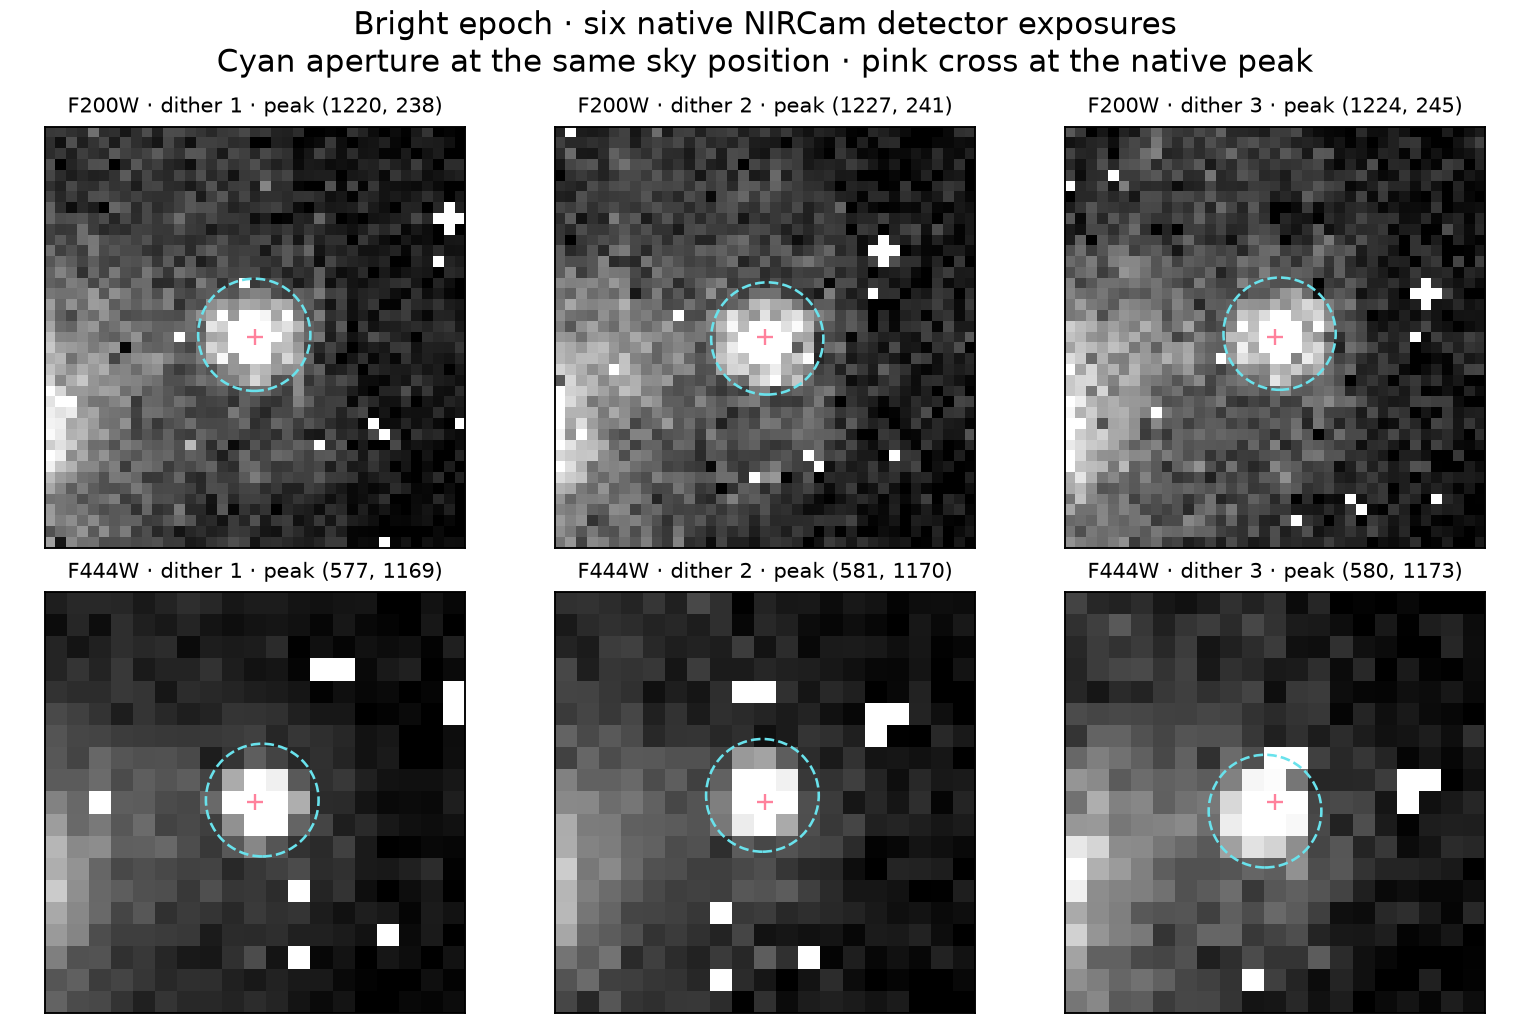 Bright epoch · six native NIRCam detector exposures
Cyan aperture at the same sky position · pink cross at the native peak
F200W · dither 1 · peak (1220, 238)
F200W · dither 2 · peak (1227, 241)
F200W · dither 3 · peak (1224, 245)
F444W · dither 1 · peak (577, 1169)
F444W · dither 2 · peak (581, 1170)
F444W · dither 3 · peak (580, 1173)